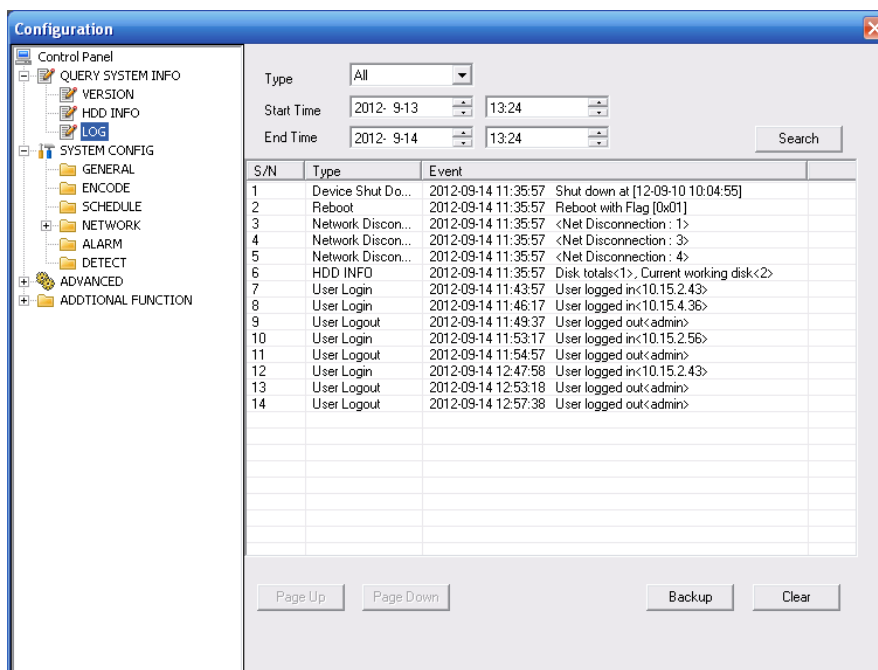 Configuration
Control Panel
QUERY SYSTEM INFO
VERSION
HDD INFO
LOG
SYSTEM CONFIG
GENERAL
ENCODE
SCHEDULE
NETWORK
ALARM
DETECT
ADVANCED
ADDTIONAL FUNCTION
Type All
Start Time 2012- 9-13 13:24
End Time 2012- 9-14 13:24
Search
S/N Type Event
1 Device Shut Do... 2012-09-14 11:35:57 Shut down at [12-09-10 10:04:55]
2 Reboot 2012-09-14 11:35:57 Reboot with Flag [0x01]
3 Network Discon... 2012-09-14 11:35:57 <Net Disconnection : 1>
4 Network Discon... 2012-09-14 11:35:57 <Net Disconnection : 3>
5 Network Discon... 2012-09-14 11:35:57 <Net Disconnection : 4>
6 HDD INFO 2012-09-14 11:35:57 Disk totals<1>, Current working disk<2>
7 User Login 2012-09-14 11:43:57 User logged in<10.15.2.43>
8 User Login 2012-09-14 11:46:17 User logged in<10.15.4.36>
9 User Logout 2012-09-14 11:49:37 User logged out<admin>
10 User Login 2012-09-14 11:53:17 User logged in<10.15.2.56>
11 User Logout 2012-09-14 11:54:57 User logged out<admin>
12 User Login 2012-09-14 12:47:58 User logged in<10.15.2.43>
13 User Logout 2012-09-14 12:53:18 User logged out<admin>
14 User Logout 2012-09-14 12:57:38 User logged out<admin>
Page Up Page Down Backup Clear